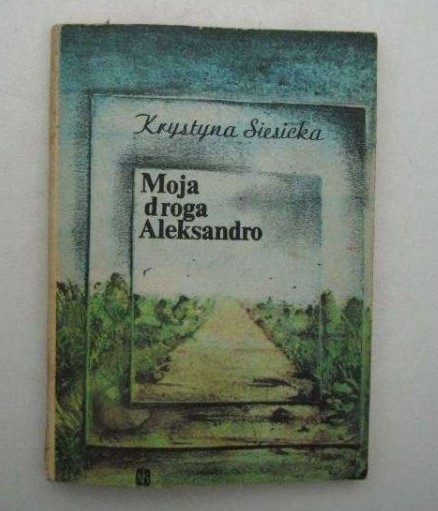 Krystyna Siesicka
Moja
droga
Aleksandro